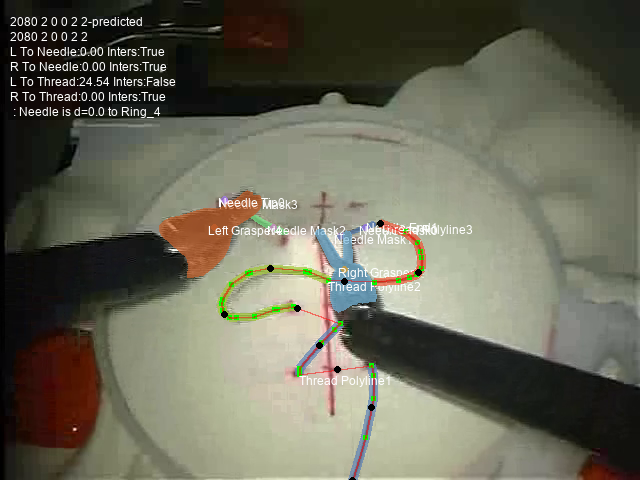 2080 2 0 0 2 2-predicted
2080 2 0 0 2 2
L To Needle:0.00 Inters:True
R To Needle:0.00 Inters:True
L To Thread:24.54 Inters:False
R To Thread:0.00 Inters:True
: Needle is d=0.0 to Ring_4
Needle Tip
Mask3
Left Grasper
Needle Mask2
Polyline3
Needle Mask
Right Grasper
Thread Polyline2
Thread Polyline1